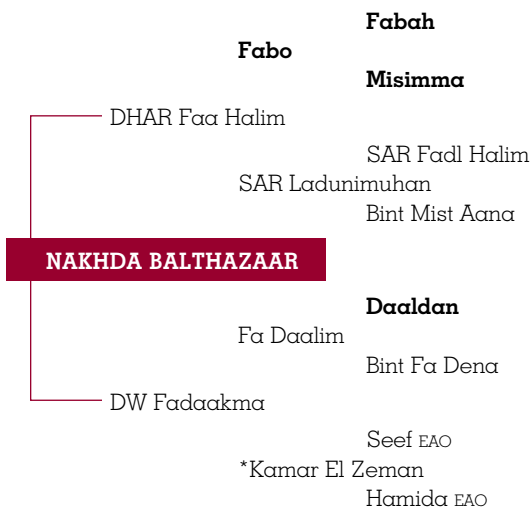 Fabah
Fabo
Misimma
DHAR Faa Halim
SAR Fadl Halim
SAR Ladunimuhan
Bint Mist Aana
NAKHDA BALTHAZAAR
Daaldan
Fa Daalim
Bint Fa Dena
DW Fadaakma
Seef EAO
*Kamar El Zeman
Hamida EAO